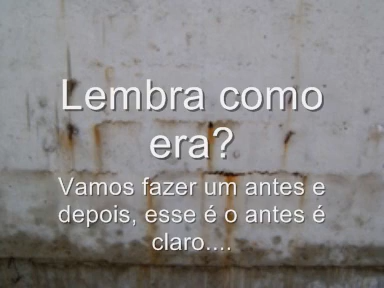 Lembra como
era?
Vamos fazer um antes e
depois, esse é o antes é
claro....